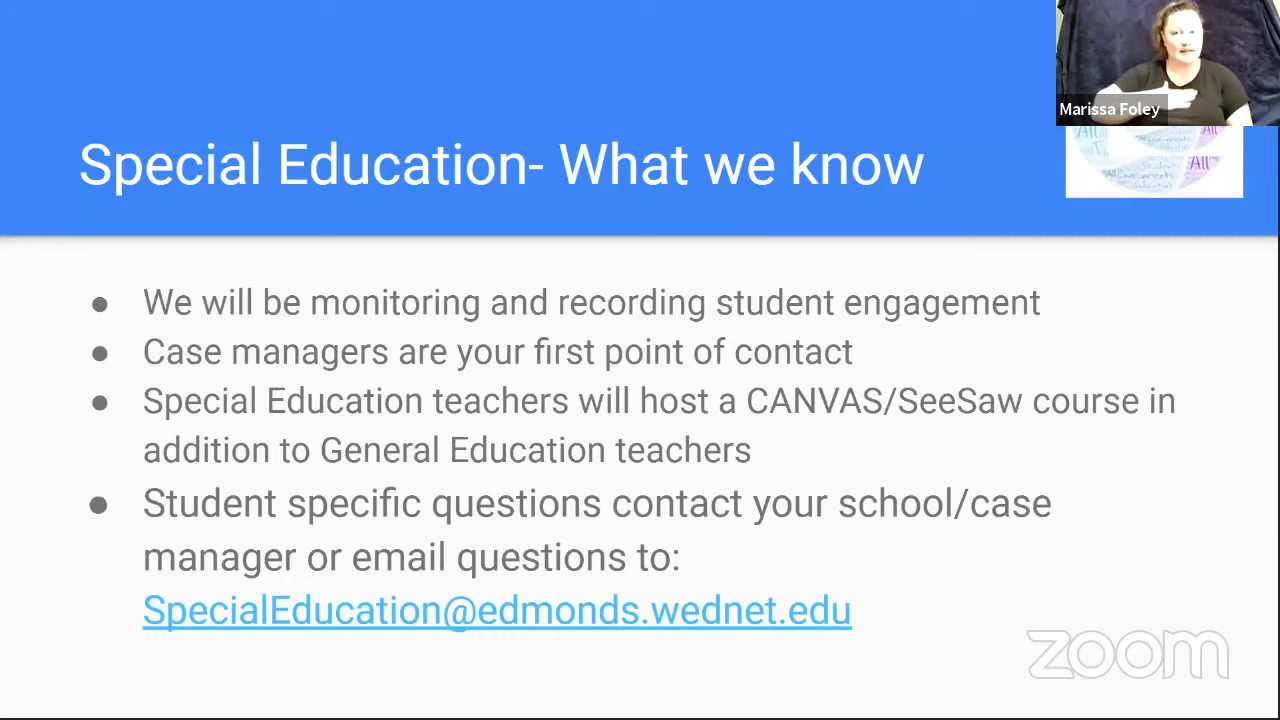 Marissa Foley
All
Special Education- What we know
All
● We will be monitoring and recording student engagement
● Case managers are your first point of contact
● Special Education teachers will host a CANVAS/SeeSaw course in
addition to General Education teachers
● Student specific questions contact your school/case
manager or email questions to:
SpecialEducation@edmonds.wednet.edu
zoom